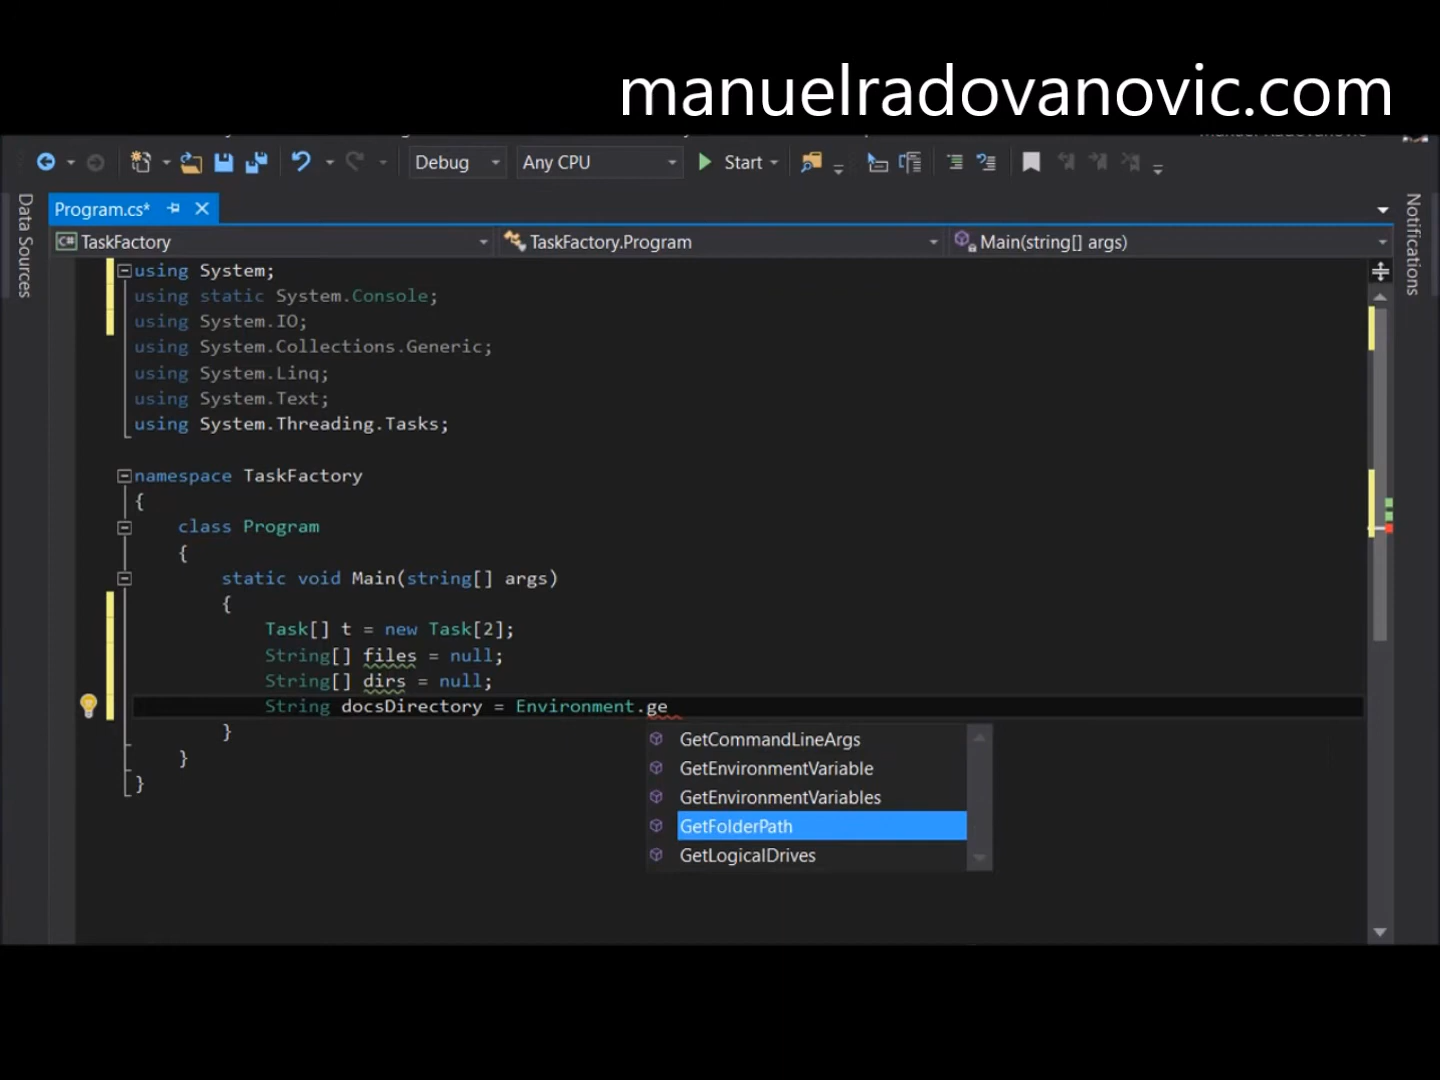 manuelradovanovic.com
Debug Any CPU Start
Data Sources
Notifications
Program.cs*
TaskFactory TaskFactory.Program Main(string[] args)
using System;
using static System.Console;
using System.IO;
using System.Collections.Generic;
using System.Linq;
using System.Text;
using System.Threading.Tasks;
namespace TaskFactory
{
class Program
{
static void Main(string[] args)
{
Task[] t = new Task[2];
String[] files = null;
String[] dirs = null;
String docsDirectory = Environment.ge
}
}
}
GetCommandLineArgs
GetEnvironmentVariable
GetEnvironmentVariables
GetFolderPath
GetLogicalDrives